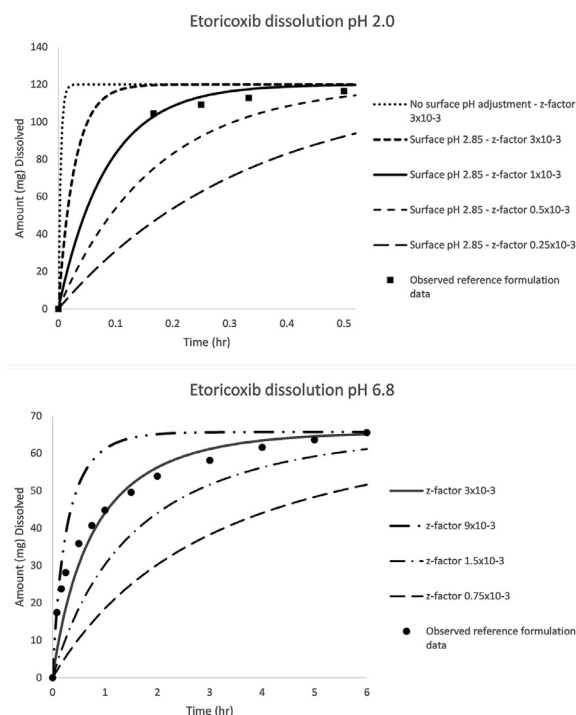 Etoricoxib dissolution pH 2.0
140
120
100
80
60
40
20
0
Amount (mg) Dissolved
0
0.1
0.2
0.3
0.4
0.5
Time (hr)
No surface pH adjustment - z-factor
3x10-3
Surface pH 2.85 - z-factor 3x10-3
Surface pH 2.85 - z-factor 1x10-3
Surface pH 2.85 - z-factor 0.5x10-3
Surface pH 2.85 - z-factor 0.25x10-3
Observed reference formulation
data
Etoricoxib dissolution pH 6.8
70
60
50
40
30
20
10
0
Amount (mg) Dissolved
0
1
2
3
4
5
6
Time (hr)
z-factor 3x10-3
z-factor 9x10-3
z-factor 1.5x10-3
z-factor 0.75x10-3
Observed reference formulation
data